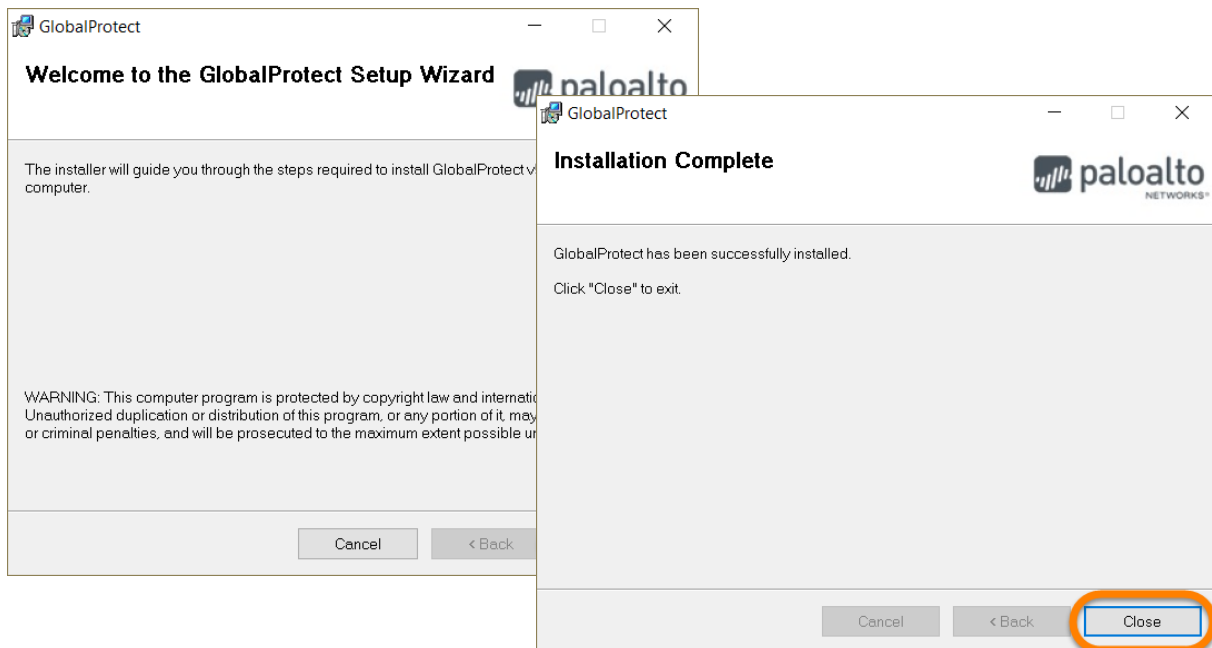 GlobalProtect
Welcome to the GlobalProtect Setup Wizard
paloalto
The installer will guide you through the steps required to install GlobalProtect
computer.
WARNING: This computer program is protected by copyright law and
Unauthorized duplication or distribution of this program, or any portion of it, may
or criminal penalties, and will be prosecuted to the maximum extent possible
Cancel
< Back
GlobalProtect
Installation Complete
paloalto
NETWORKS®
GlobalProtect has been successfully installed.
Click "Close" to exit.
Cancel
< Back
Close